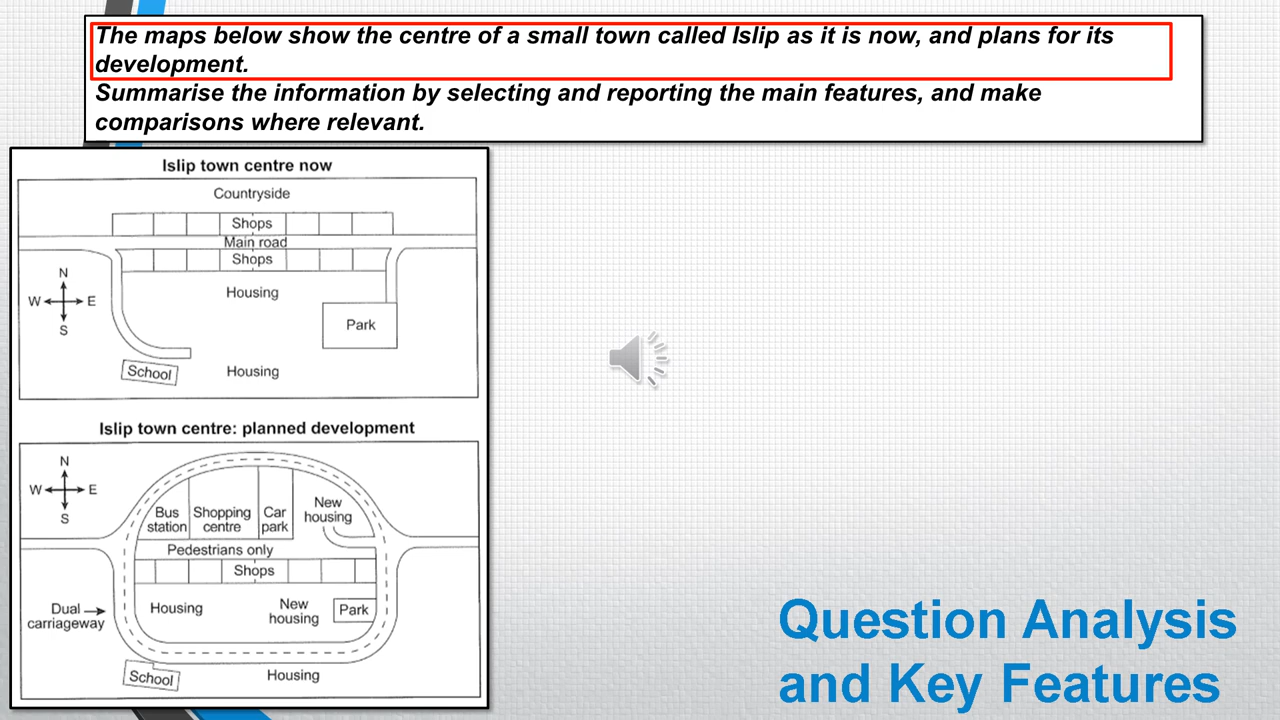 The maps below show the centre of a small town called Islip as it is now, and plans for its
development.
Summarise the information by selecting and reporting the main features, and make
comparisons where relevant.
Islip town centre now
Countryside
Shops
Main road
Shops
N
W E
S
Housing
Park
School
Housing
Islip town centre: planned development
N
W E
S
Bus
station
Shopping
centre
Car
park
New
housing
Pedestrians only
Shops
Dual
carriageway
Housing
New
housing
Park
School
Housing
Question Analysis
and Key Features